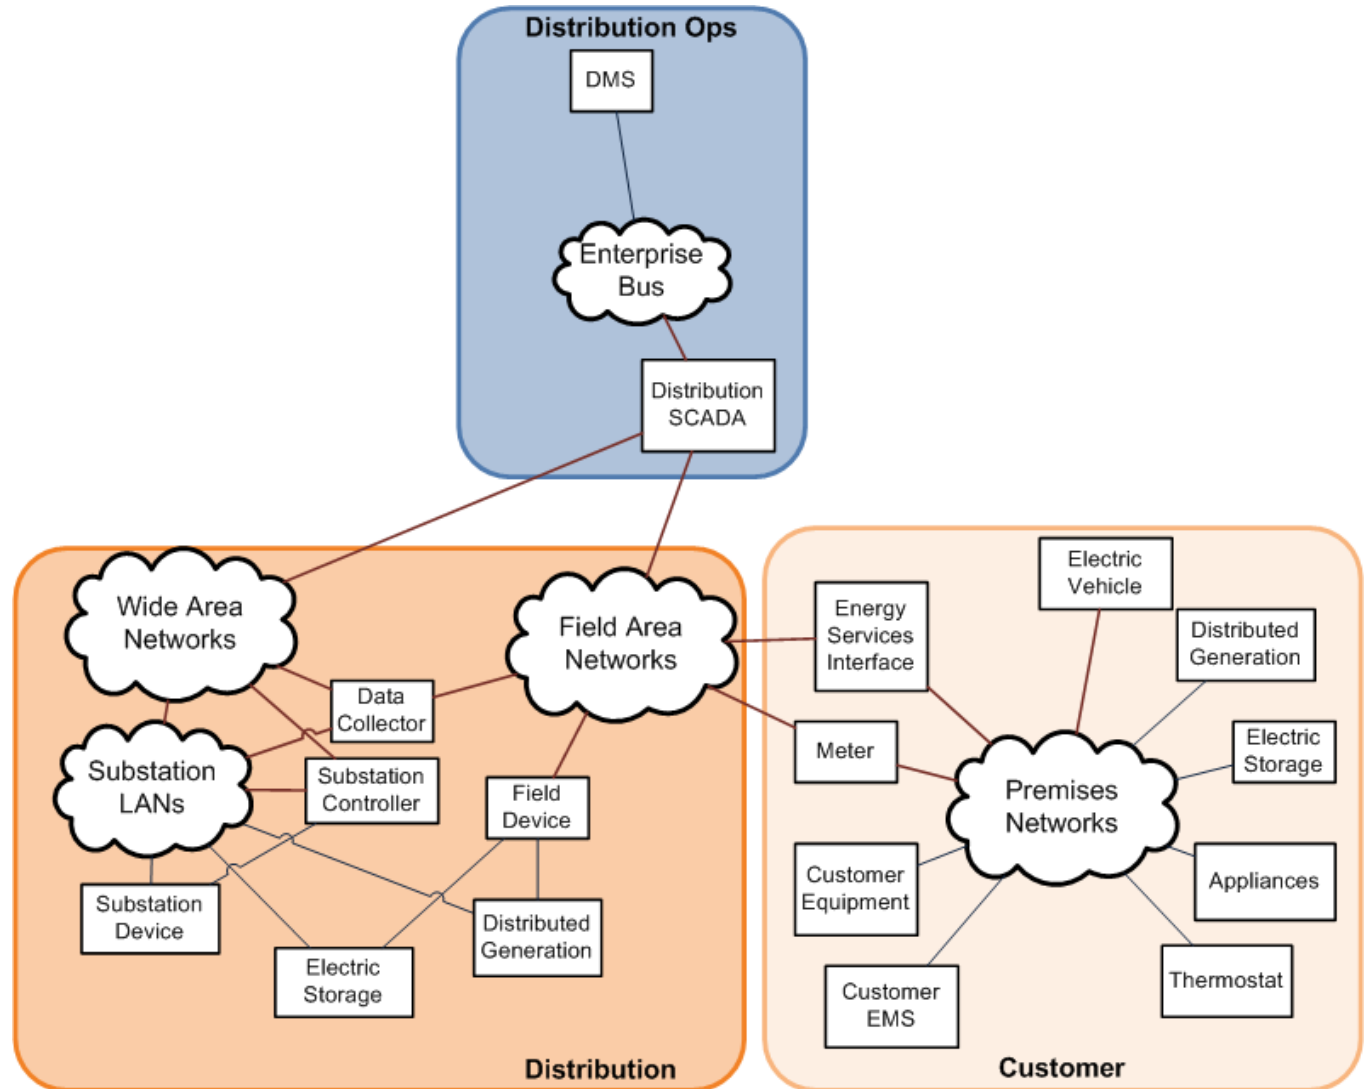 Distribution Ops
DMS
Enterprise
Bus
Distribution
SCADA
Wide Area
Networks
Field Area
Networks
Data
Collector
Substation
LANs
Substation
Controller
Field
Device
Substation
Device
Electric
Storage
Distributed
Generation
Distribution
Energy
Services
Interface
Electric
Vehicle
Distributed
Generation
Meter
Electric
Storage
Premises
Networks
Customer
Equipment
Appliances
Customer
EMS
Thermostat
Customer